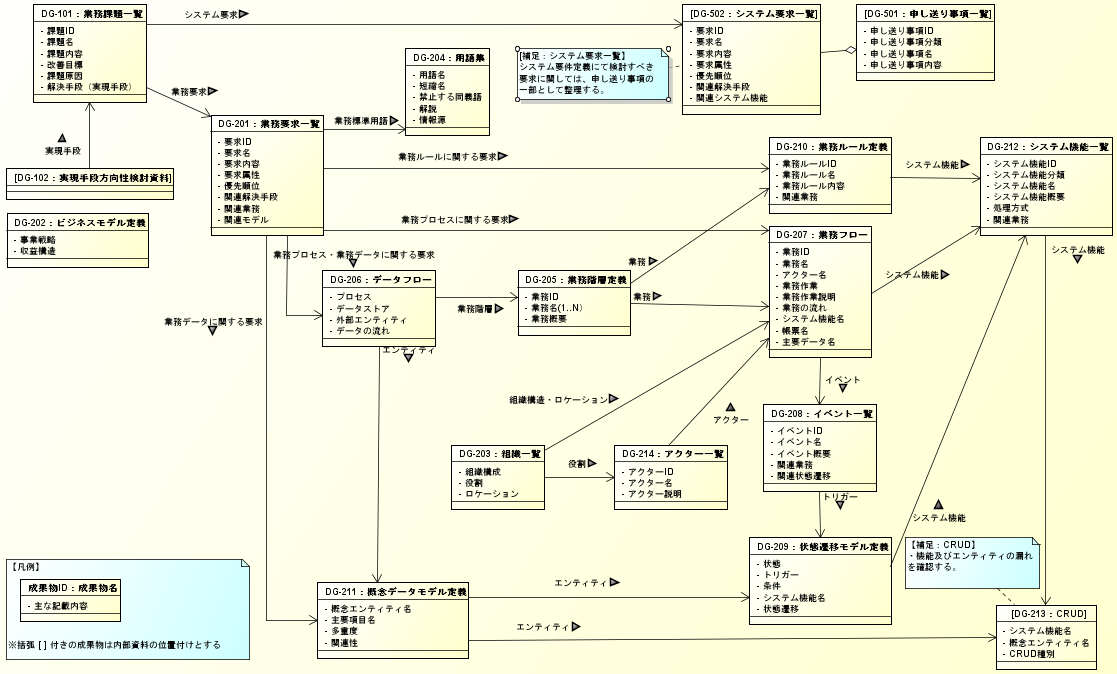 DG-101：業務課題一覧
- 課題ID
- 課題名
- 課題内容
- 改善目標
- 課題原因
- 解決手段（実現手段）
システム要求
[DG-502：システム要求一覧]
- 要求ID
- 要求名
- 要求内容
- 要求属性
- 優先順位
- 関連解決手段
- 関連システム機能
[DG-501：申し送り事項一覧]
- 申し送り事項ID
- 申し送り事項分類
- 申し送り事項名
- 申し送り事項内容
[補足：システム要求一覧】
システム要件定義にて検討すべき
要求に関しては、申し送り事項の
一部として整理する。
DG-204：用語集
- 用語名
- 短縮名
- 禁止する同義語
- 解説
- 情報源
業務要求
業務標準用語
実現手段
[DG-102：実現手段方向性検討資料]
DG-201：業務要求一覧
- 要求ID
- 要求名
- 要求内容
- 要求属性
- 優先順位
- 関連解決手段
- 関連業務
- 関連モデル
DG-202：ビジネスモデル定義
- 事業戦略
- 収益構造
業務ルールに関する要求
DG-210：業務ルール定義
- 業務ルールID
- 業務ルール名
- 業務ルール内容
- 関連業務
システム機能
DG-212：システム機能一覧
- システム機能ID
- システム機能分類
- システム機能名
- システム機能概要
- 処理方式
- 関連業務
業務プロセスに関する要求
DG-207：業務フロー
- 業務ID
- 業務名
- アクター名
- 業務作業
- 業務作業説明
- 業務の流れ
- システム機能名
- 帳票名
- 主要データ名
システム機能
システム機能
業務プロセス・業務データに関する要求
DG-206：データフロー
- プロセス
- データストア
- 外部エンティティ
- データの流れ
業務階層
DG-205：業務階層定義
- 業務ID
- 業務名(1..N)
- 業務概要
業務
業務
業務データに関する要求
エンティティ
組織構造・ロケーション
イベント
アクター
DG-208：イベント一覧
- イベントID
- イベント名
- イベント概要
- 関連業務
- 関連状態遷移
DG-203：組織一覧
- 組織構成
- 役割
- ロケーション
役割
DG-214：アクター一覧
- アクターID
- アクター名
- アクター説明
トリガー
システム機能
DG-209：状態遷移モデル定義
- 状態
- トリガー
- 条件
- システム機能名
- 状態遷移
【補足：CRUD】
・機能及びエンティティの漏れ
を確認する。
【凡例】
成果物ID：成果物名
- 主な記載内容
※括弧 [ ] 付きの成果物は内部資料の位置付けとする
DG-211：概念データモデル定義
- 概念エンティティ名
- 主要項目名
- 多重度
- 関連性
エンティティ
エンティティ
[DG-213：CRUD]
- システム機能名
- 概念エンティティ名
- CRUD種別